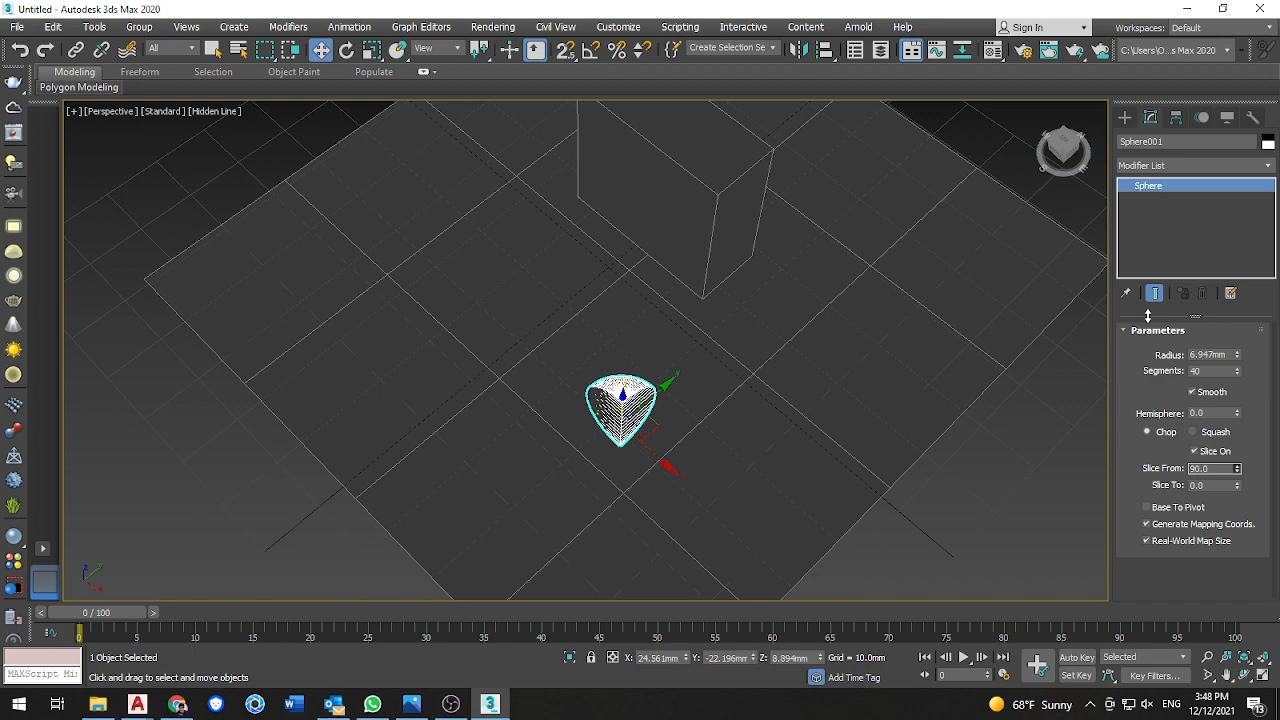 Untitled - Autodesk 3ds Max 2020
File Edit Tools Group Views Create Modifiers Animation Graph Editors Rendering Civil View Customize Scripting Interactive Content Arnold Help Sign In Workspaces: Default
All View Create Selection Se C:\Users\O...s Max 2020
Modeling Freeform Selection Object Paint Populate
Polygon Modeling
[+] [Perspective] [Standard] [Hidden Line]
Sphere001
Modifier List
Sphere
Parameters
Radius: 6.947mm
Segments: 40
Smooth
Hemisphere: 0.0
Chop Squash
Slice On
Slice From: 90.0
Slice To: 0.0
Base To Pivot
Generate Mapping Coords.
Real-World Map Size
y
z
y
x
0 / 100
0 5 10 15 20 25 30 35 40 45 50 55 60 65 70 75 80 85 90 95 100
1 Object Selected X: 24.561mm Y: -22.196mm Z: 8.894mm Grid = 10.0mm Auto Key Selected
MAXScript Mi Click and drag to select and move objects Add Time Tag 0 Set Key Key Filters...
68°F Sunny ENG 3:48 PM
12/12/2021 13